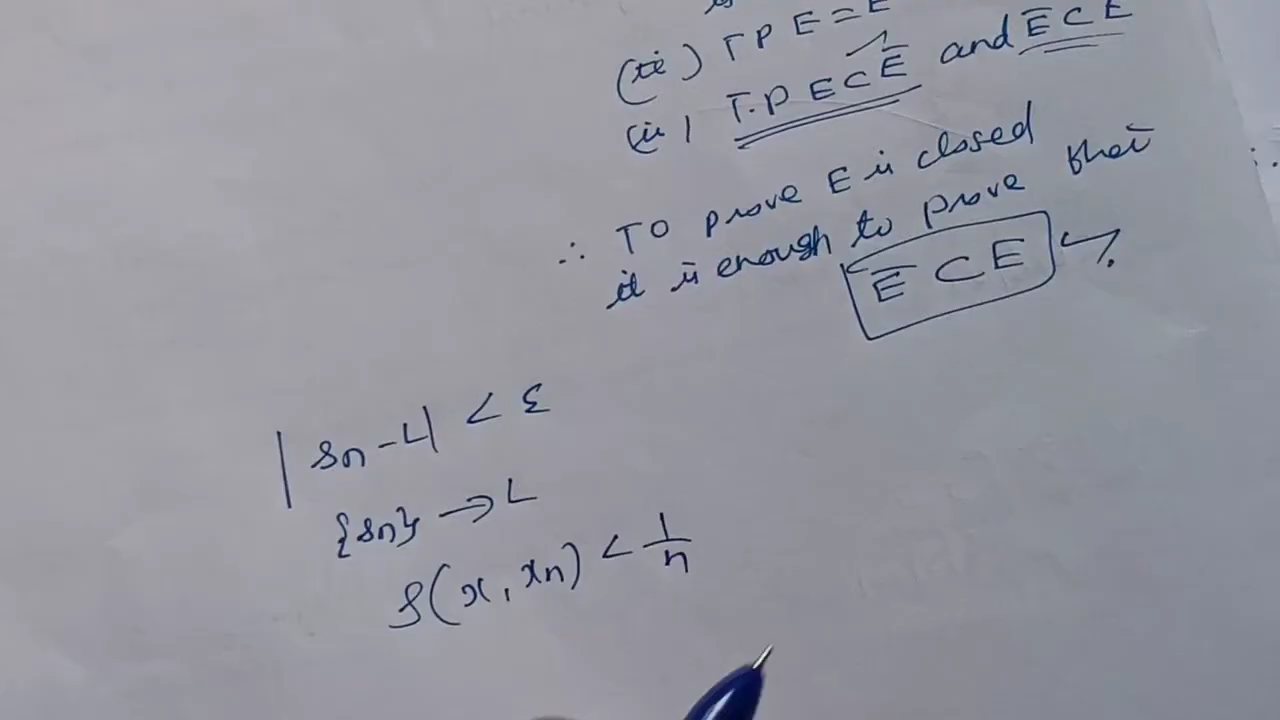 (ii) T P E = E
(ii) T.P E ⊂ E̅ and E̅ ⊂ E
∴ TO prove E is closed
it is enough to prove that
E̅ ⊂ E
| sn - L| < ε
{sn} → L
ρ(x, xn) < 1/n